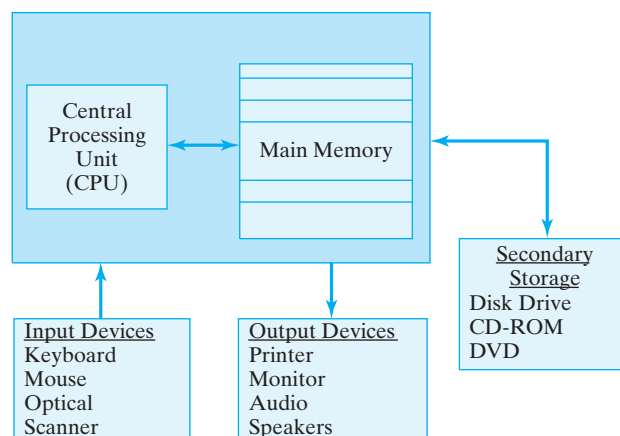 Central
Processing
Unit
(CPU)
Main Memory
Input Devices
Keyboard
Mouse
Optical
Scanner
Output Devices
Printer
Monitor
Audio
Speakers
Secondary
Storage
Disk Drive
CD-ROM
DVD